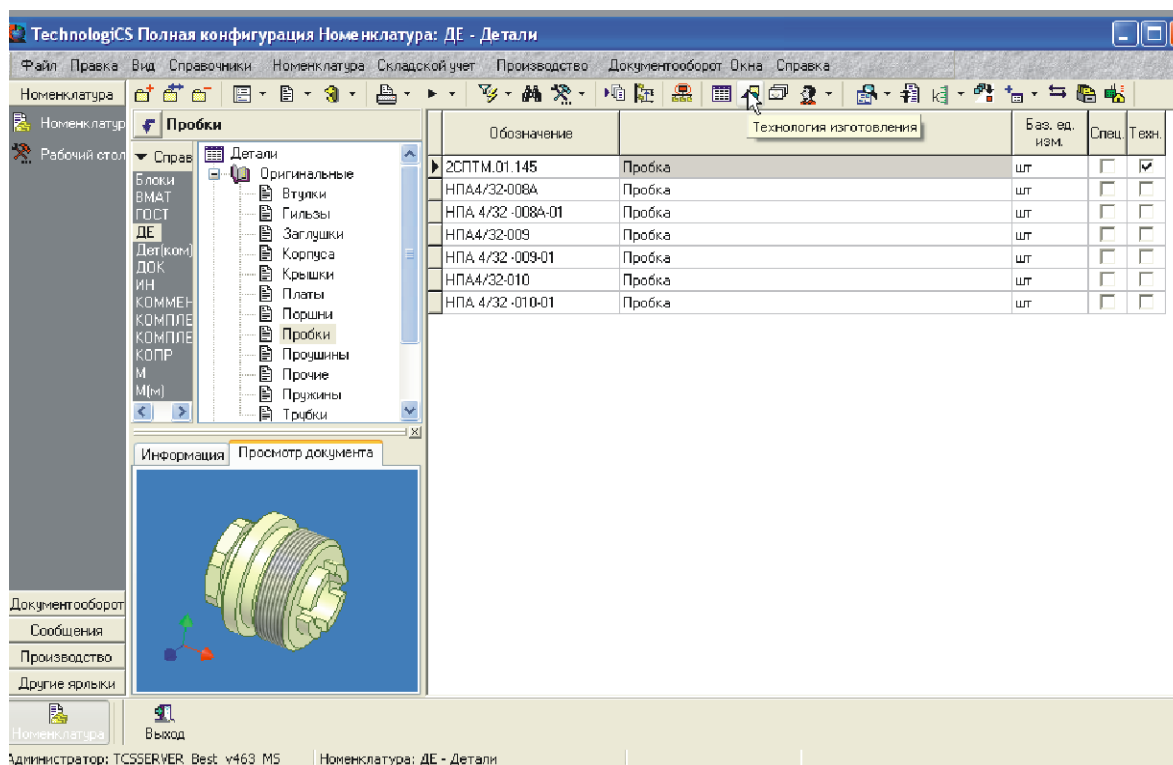 TechnologiCS Полная конфигурация Номенклатура: ДЕ - Детали
Файл Правка Вид Справочники Номенклатура Складской учет Производство Документооборот Окна Справка
Номенклатура
Номенклатур
Рабочий стол
Пробки
Справ
Блоки
ВМАТ
ГОСТ
ДЕ
Дет(ком)
ДОК
ИН
КОММЕН
КОМПЛЕ
КОМПЛЕ
КОПР
М
М(м)
Детали
Оригинальные
Втулки
Гильзы
Заглушки
Корпуса
Крышки
Платы
Поршни
Пробки
Проушины
Прочие
Пружины
Трубки
Технология изготовления
Обозначение Баз. ед. изм. Спец. Техн.
2СПТМ.01.145 Пробка шт
НПА4/32-008А Пробка шт
НПА 4/32 -008А-01 Пробка шт
НПА4/32-009 Пробка шт
НПА 4/32 -009-01 Пробка шт
НПА4/32-010 Пробка шт
НПА 4/32 -010-01 Пробка шт
Информация Просмотр документа
Документооборот
Сообщения
Производство
Другие ярлыки
Номенклатура Выход
Администратор: TCSSERVER_Best_v463_MS Номенклатура: ДЕ - Детали